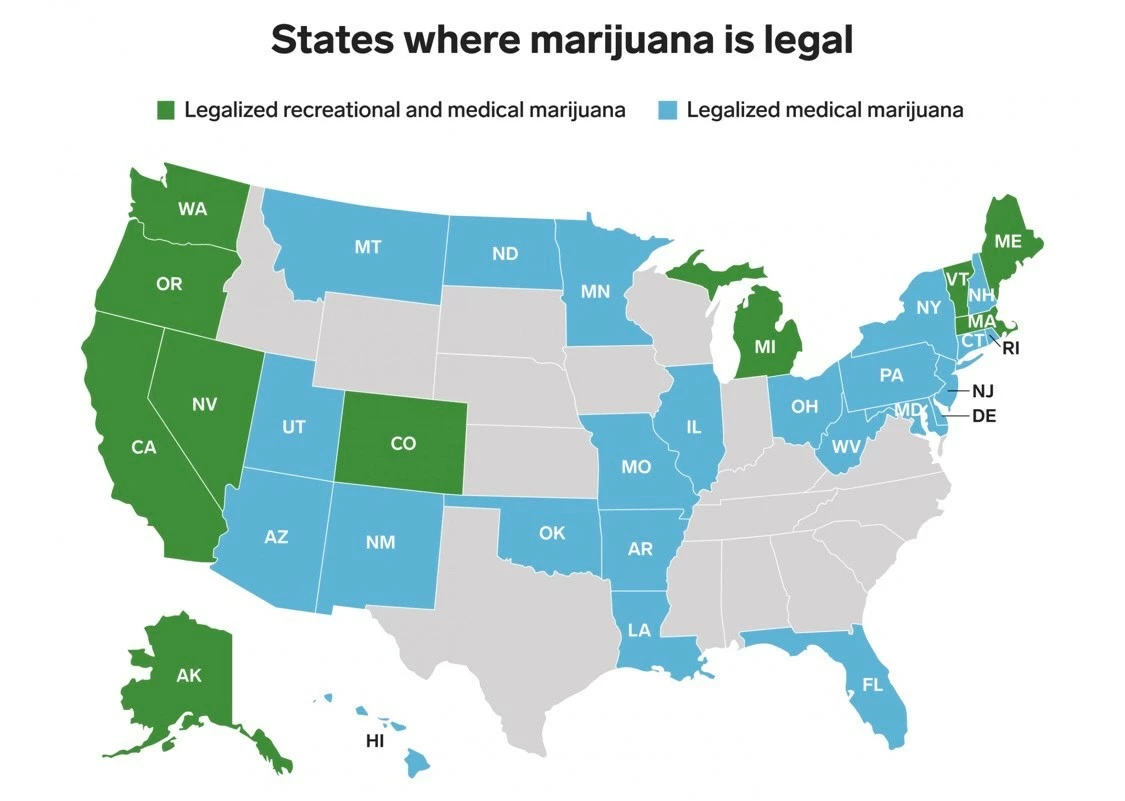 States where marijuana is legal
Legalized recreational and medical marijuana
Legalized medical marijuana
WA
MT
ND
ME
OR
MN
VT
NH
NY
MA
CT
RI
MI
PA
NJ
NV
OH
MD
DE
UT
IL
CA
CO
WV
MO
AZ
NM
OK
AR
LA
AK
FL
HI